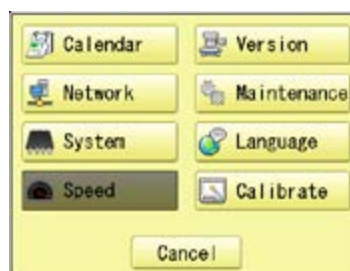 Calendar
Version
Network
Maintenance
System
Language
Speed
Calibrate
Cancel